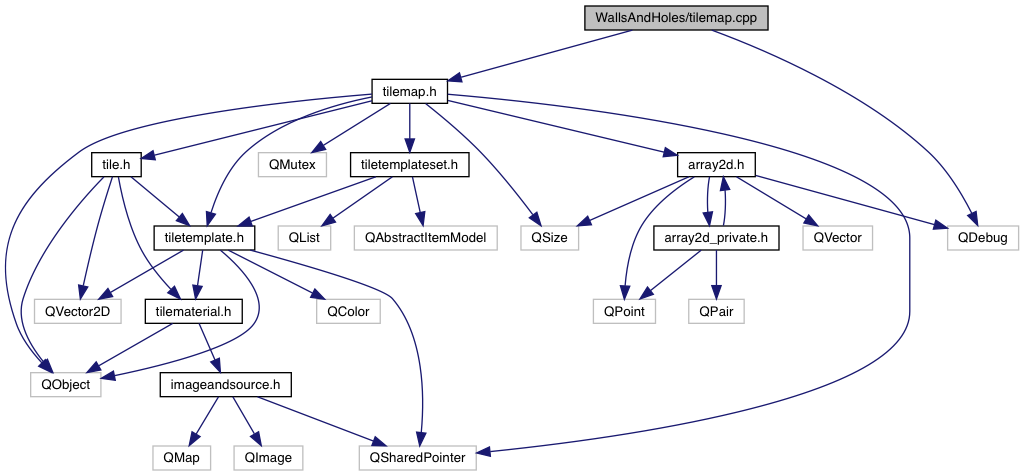 WallsAndHoles/tilemap.cpp
tilemap.h
tile.h
QMutex
tiletemplateset.h
array2d.h
tiletemplate.h
QList
QAbstractItemModel
QSize
array2d_private.h
QVector
QDebug
QVector2D
tilematerial.h
QColor
QPoint
QPair
QObject
imageandsource.h
QMap
QImage
QSharedPointer